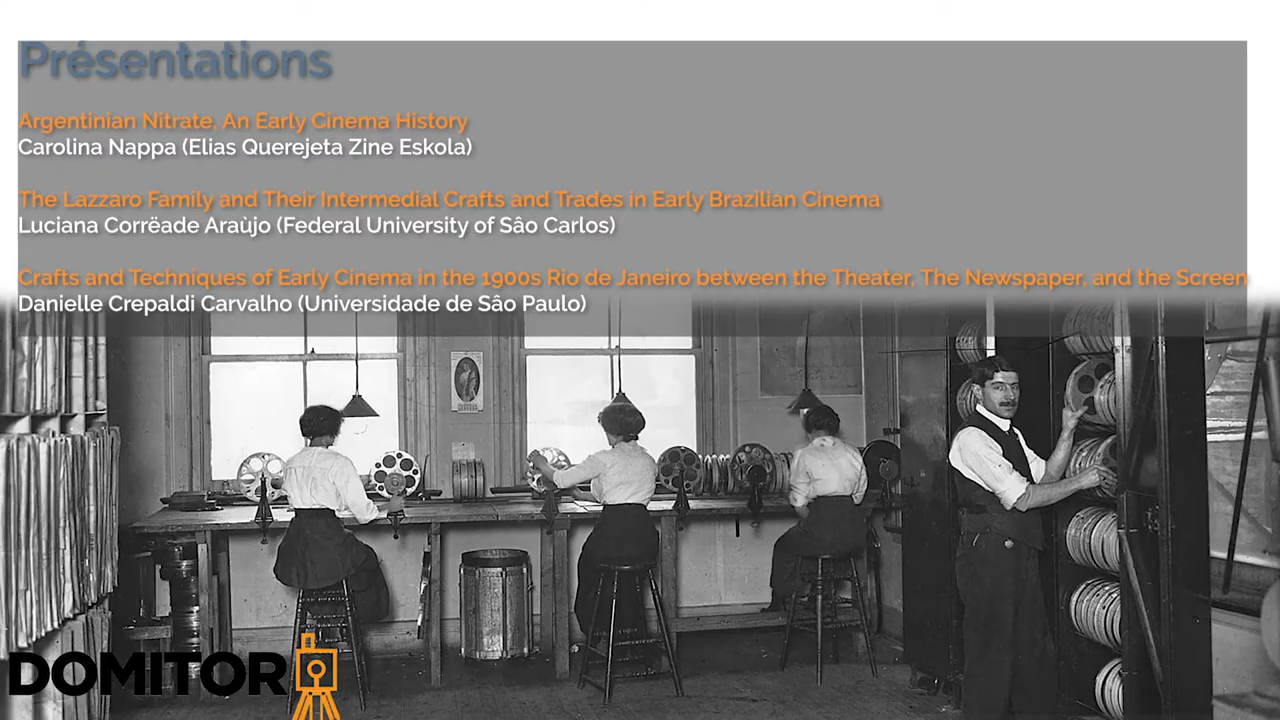 Présentations
Argentinian Nitrate, An Early Cinema History
Carolina Nappa (Elias Querejeta Zine Eskola)
The Lazzaro Family and Their Intermedial Crafts and Trades in Early Brazilian Cinema
Luciana Corrëade Araùjo (Federal University of Sâo Carlos)
Crafts and Techniques of Early Cinema in the 1900s Rio de Janeiro between the Theater, The Newspaper, and the Screen
Danielle Crepaldi Carvalho (Universidade de Sâo Paulo)
DOMITOR